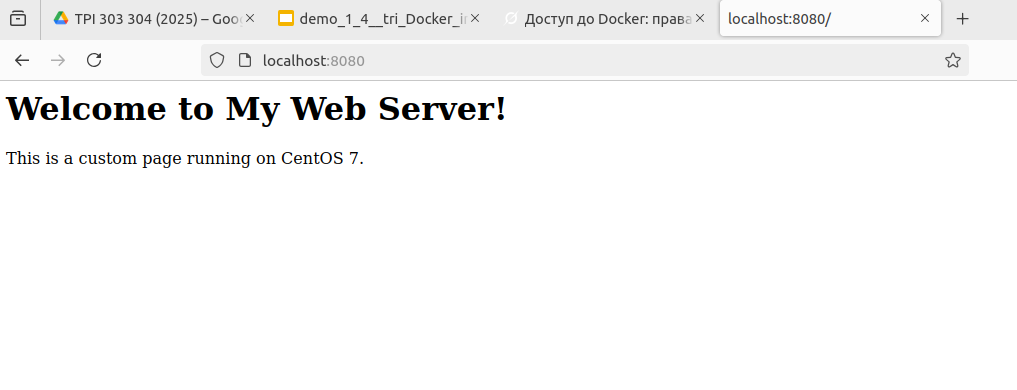 TPI 303 304 (2025) – Goo
demo_1_4__tri_Docker_i
Доступ до Docker: права
localhost:8080/
localhost:8080
Welcome to My Web Server!
This is a custom page running on CentOS 7.